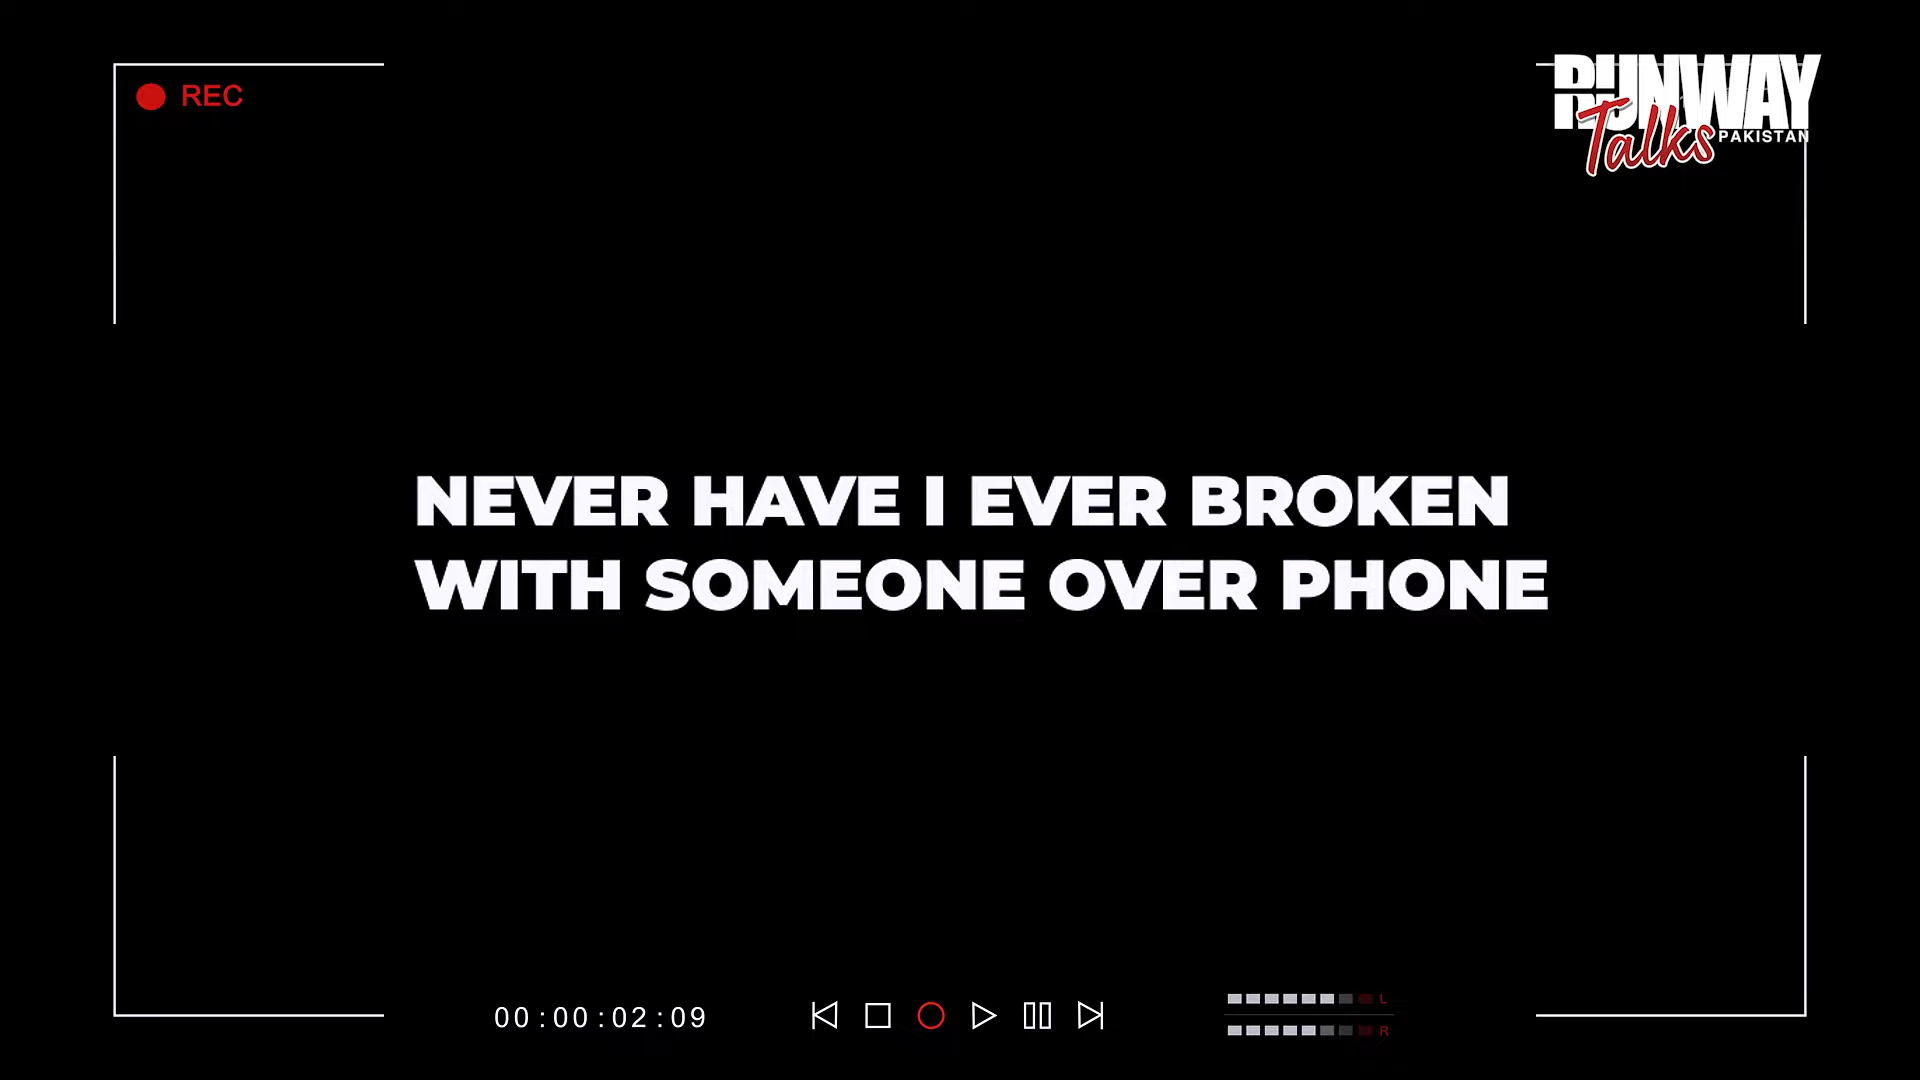 REC
RUNWAY
Talks
PAKISTAN
NEVER HAVE I EVER BROKEN
WITH SOMEONE OVER PHONE
00:00:02:09
L
R